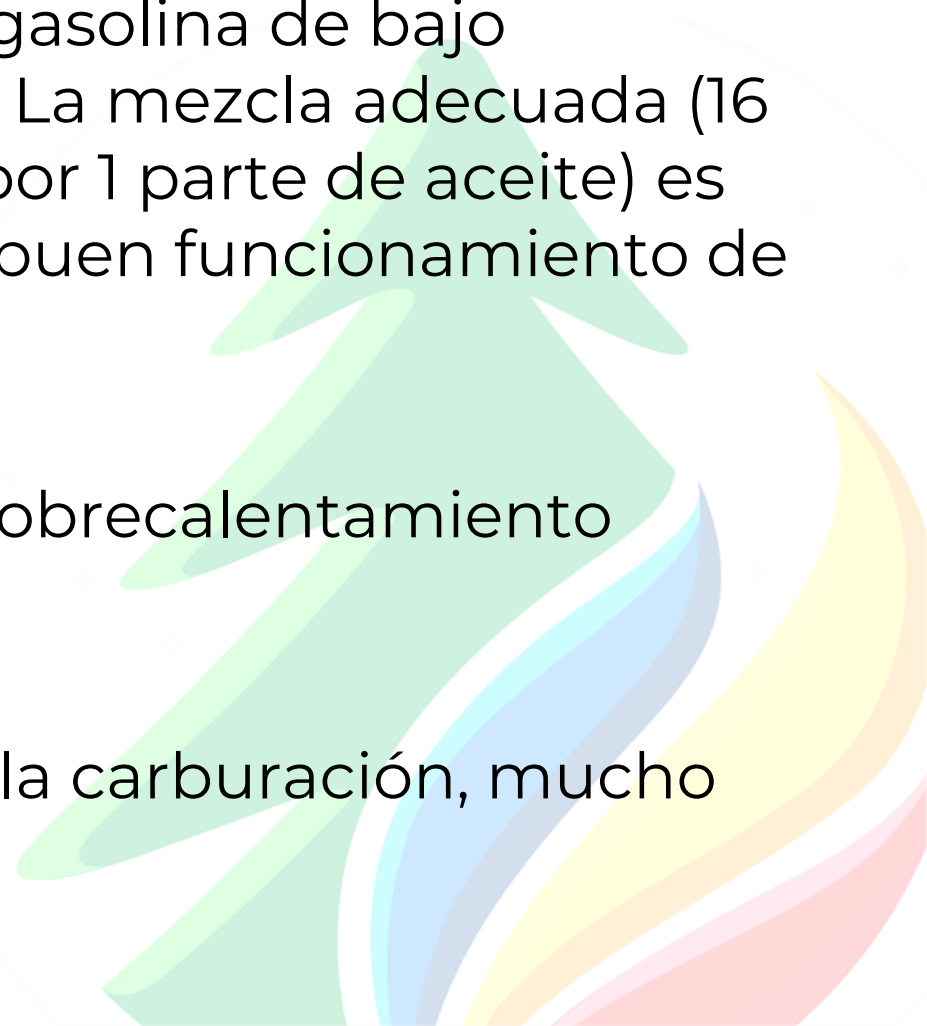 gasolina de bajo
La mezcla adecuada (16
por 1 parte de aceite) es
buen funcionamiento de
obrecalentamiento
la carburación, mucho